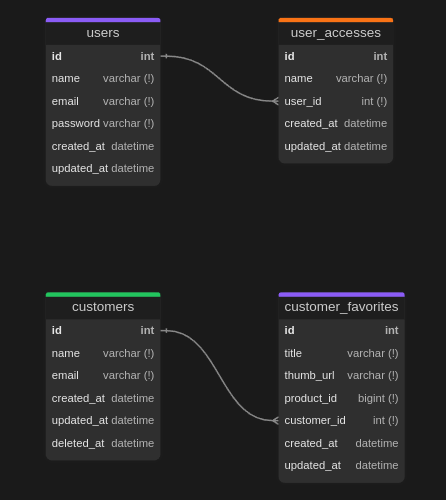 users
id int
name varchar (!)
email varchar (!)
password varchar (!)
created_at datetime
updated_at datetime
user_accesses
id int
name varchar (!)
user_id int (!)
created_at datetime
updated_at datetime
customers
id int
name varchar (!)
email varchar (!)
created_at datetime
updated_at datetime
deleted_at datetime
customer_favorites
id int
title varchar (!)
thumb_url varchar (!)
product_id bigint (!)
customer_id int (!)
created_at datetime
updated_at datetime